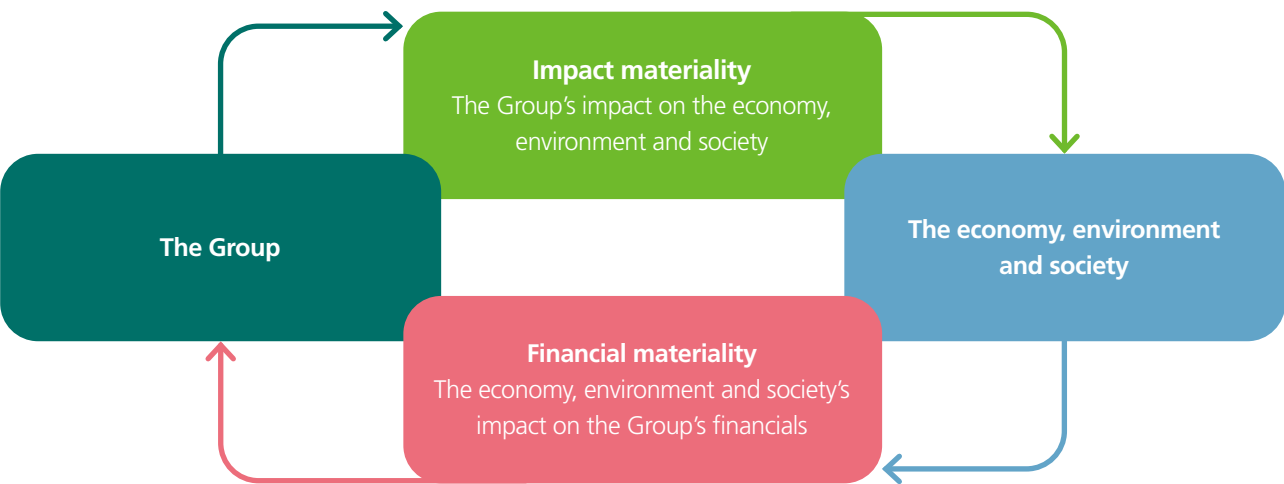 Impact materiality
The Group’s impact on the economy,
environment and society
The Group
The economy, environment
and society
Financial materiality
The economy, environment and society’s
impact on the Group’s financials